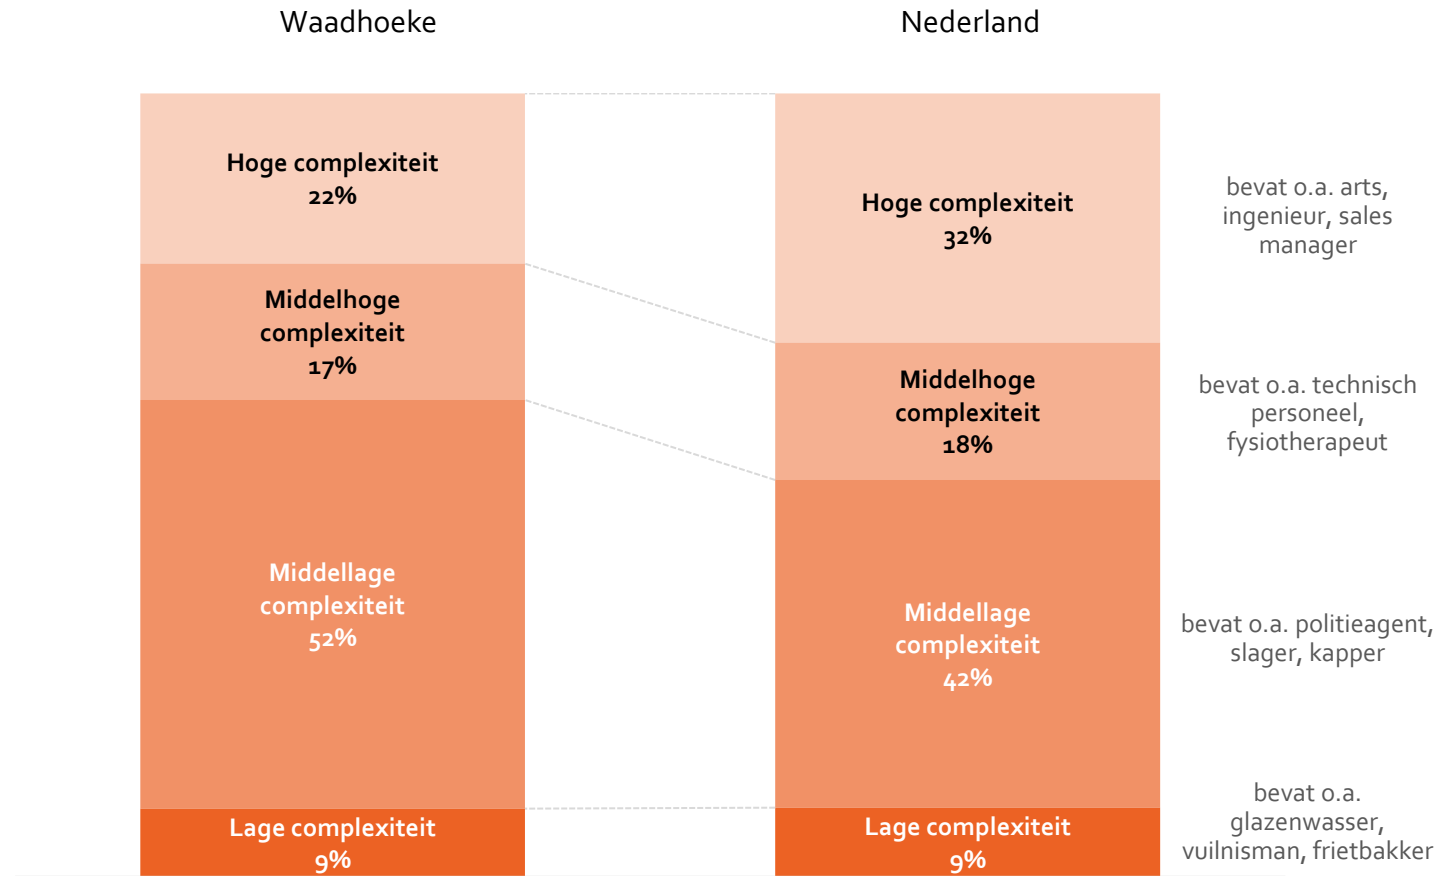 Waadhoeke
Nederland
Hoge complexiteit
22%
Middelhoge
complexiteit
17%
Middellage
complexiteit
52%
Lage complexiteit
9%
Hoge complexiteit
32%
Middelhoge
complexiteit
18%
Middellage
complexiteit
42%
Lage complexiteit
9%
bevat o.a. arts,
ingenieur, sales
manager
bevat o.a. technisch
personeel,
fysiotherapeut
bevat o.a. politieagent,
slager, kapper
bevat o.a.
glazenwasser,
vuilnisman, frietbakker